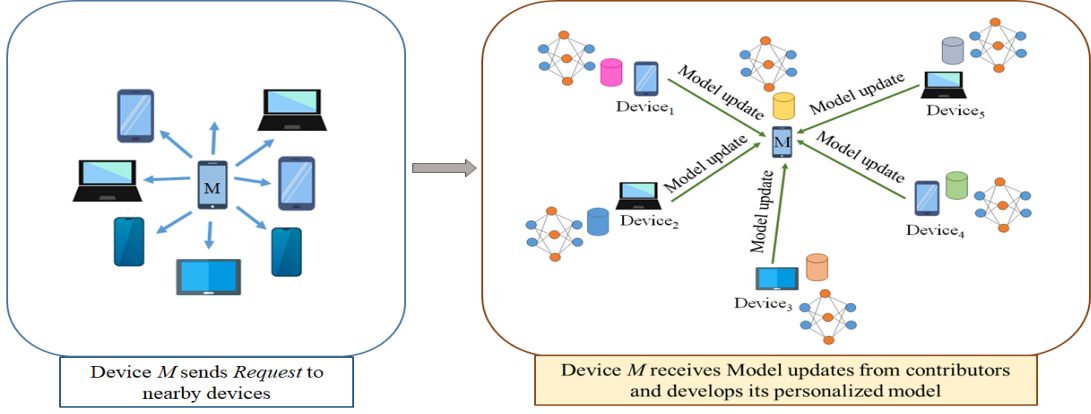 M
Device M sends Request to
nearby devices
Model update
Device₁
Model update
Device₂
Model update
Device₃
Model update
Device₄
Model update
Device₅
M
Device M receives Model updates from contributors
and develops its personalized model